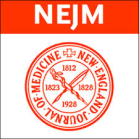 NEJM
NEW ENGLAND JOURNAL OF MEDICINE
1812
1823 1828
1928